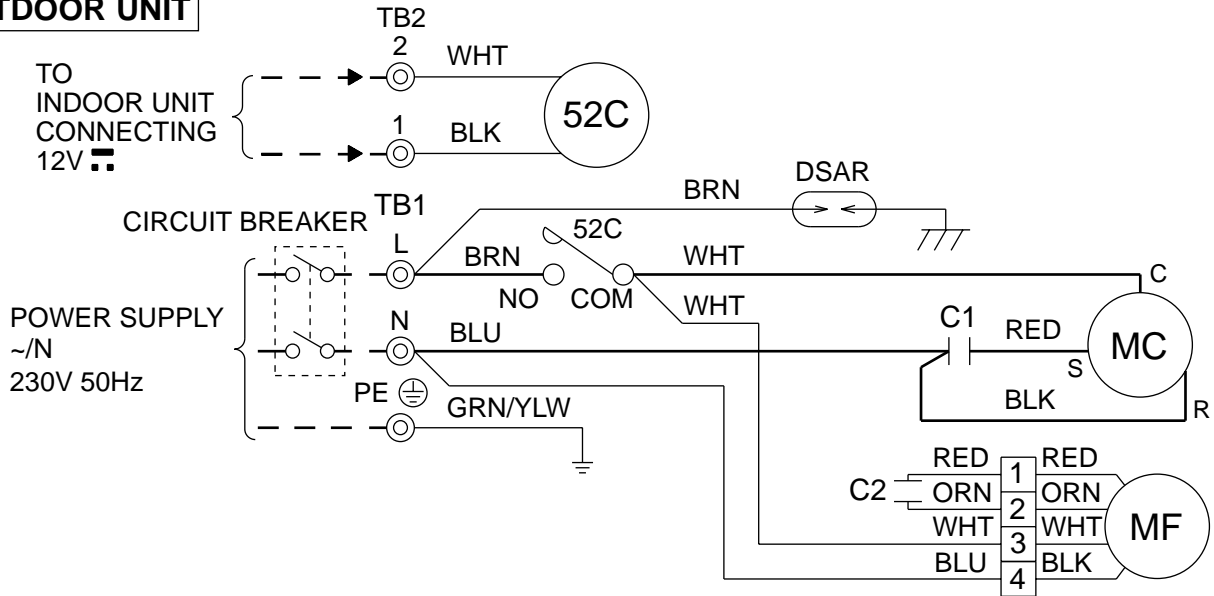 TDOOR UNIT
TB2
2
WHT
TO
INDOOR UNIT
CONNECTING
12V
52C
1
BLK
DSAR
BRN
CIRCUIT BREAKER
TB1
L
BRN
52C
WHT
NO
COM
WHT
C
POWER SUPPLY
~/N
230V 50Hz
N
BLU
C1
RED
S
MC
BLK
R
PE
GRN/YLW
RED
1
RED
C2
ORN
2
ORN
WHT
3
WHT
BLU
4
BLK
MF